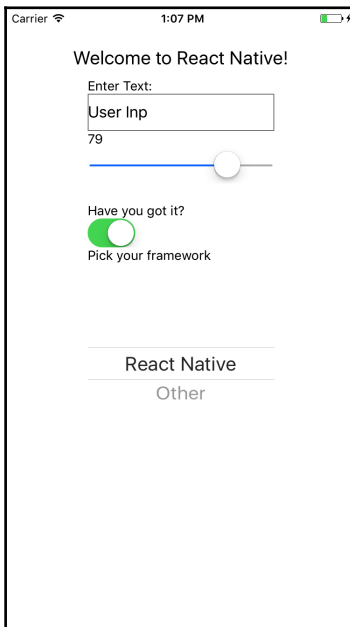 Carrier 1:07 PM
Welcome to React Native!
Enter Text:
User Inp
79
Have you got it?
Pick your framework
React Native
Other